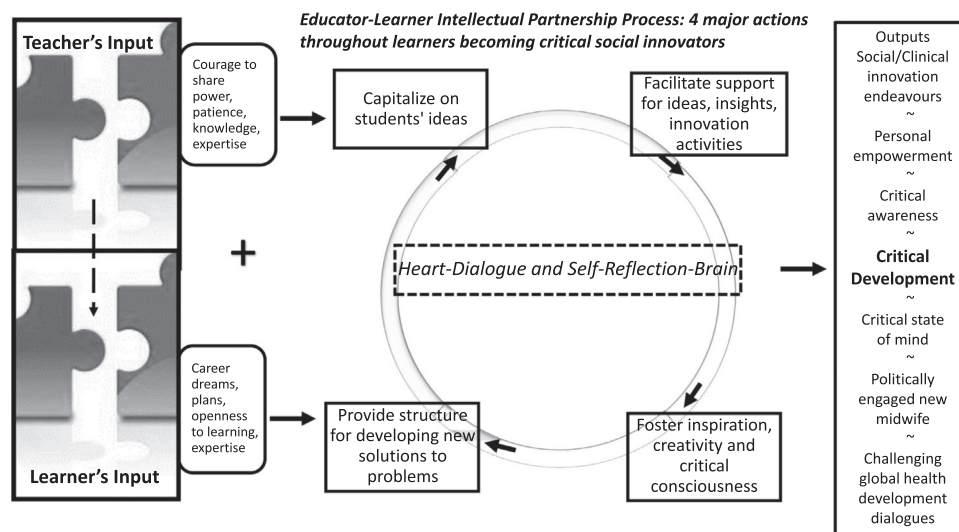 Educator-Learner Intellectual Partnership Process: 4 major actions
throughout learners becoming critical social innovators
Teacher's Input
Courage to
share
power,
patience,
knowledge,
expertise
Capitalize on
students' ideas
Facilitate support
for ideas, insights,
innovation
activities
+
Heart-Dialogue and Self-Reflection-Brain
Learner's Input
Career
dreams,
plans,
openness
to learning,
expertise
Provide structure
for developing new
solutions to
problems
Foster inspiration,
creativity and
critical
consciousness
Outputs
Social/Clinical
innovation
endeavours
~
Personal
empowerment
~
Critical
awareness
~
Critical
Development
~
Critical state
of mind
~
Politically
engaged new
midwife
~
Challenging
global health
development
dialogues